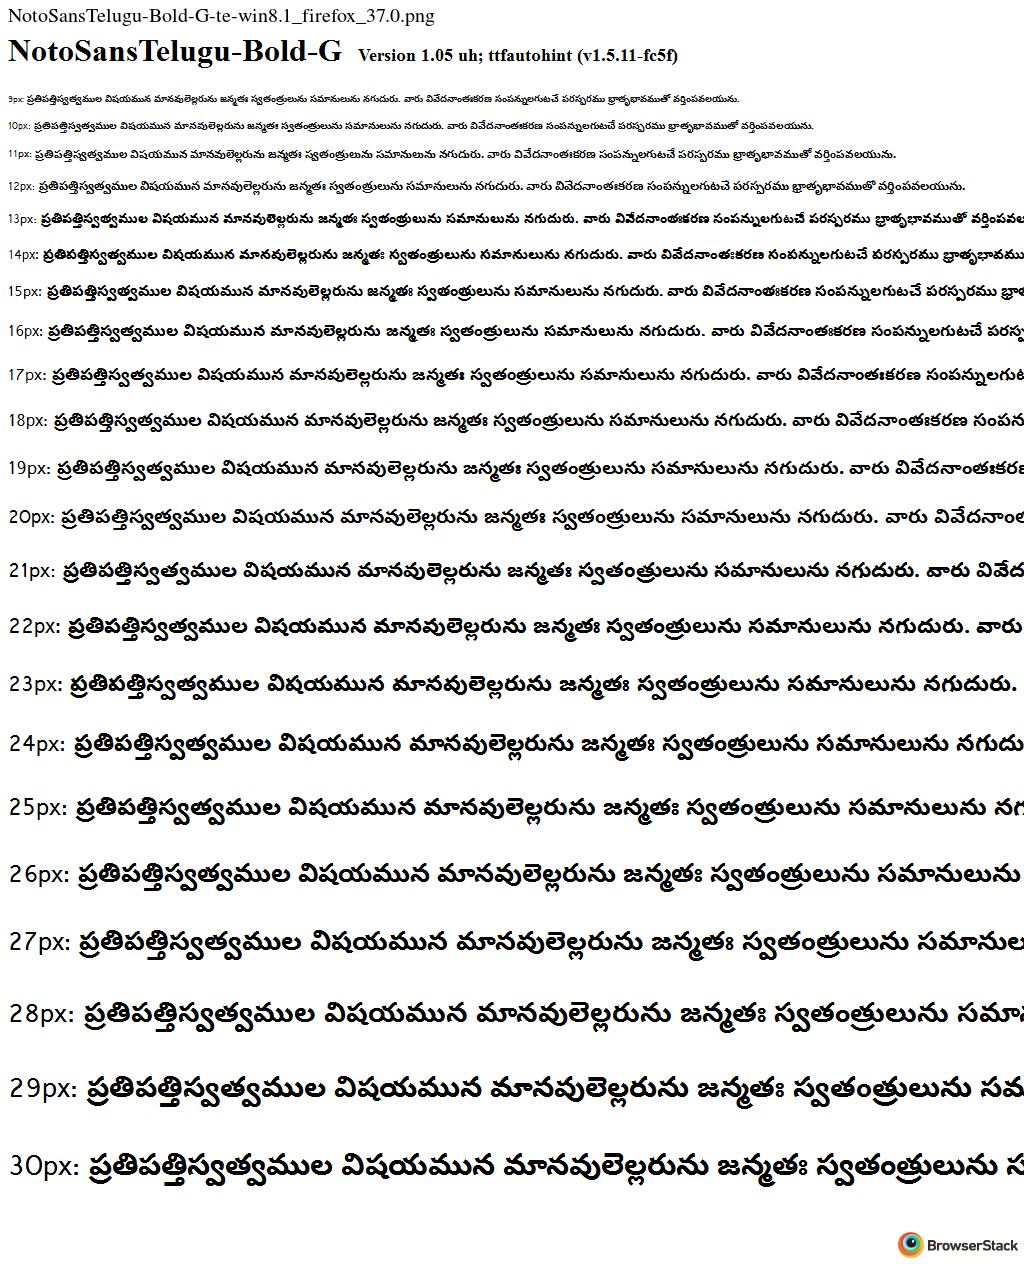 NotoSansTelugu-Bold-G-te-win8.1_firefox_37.0.png
NotoSansTelugu-Bold-G Version 1.05 uh; ttfautohint (v1.5.11-fc5f)
9px: ప్రతిపత్తిస్వత్వముల విషయమున మానవులెల్లరును జన్మతః స్వతంత్రులును సమానులును నగుదురు. వారు వివేదనాంతఃకరణ సంపన్నులగుటచే పరస్పరము భ్రాతృభావముతో వర్తింపవలయును.
10px: ప్రతిపత్తిస్వత్వముల విషయమున మానవులెల్లరును జన్మతః స్వతంత్రులును సమానులును నగుదురు. వారు వివేదనాంతఃకరణ సంపన్నులగుటచే పరస్పరము భ్రాతృభావముతో వర్తింపవలయును.
11px: ప్రతిపత్తిస్వత్వముల విషయమున మానవులెల్లరును జన్మతః స్వతంత్రులును సమానులును నగుదురు. వారు వివేదనాంతఃకరణ సంపన్నులగుటచే పరస్పరము భ్రాతృభావముతో వర్తింపవలయును.
12px: ప్రతిపత్తిస్వత్వముల విషయమున మానవులెల్లరును జన్మతః స్వతంత్రులును సమానులును నగుదురు. వారు వివేదనాంతఃకరణ సంపన్నులగుటచే పరస్పరము భ్రాతృభావముతో వర్తింపవలయును.
13px: ప్రతిపత్తిస్వత్వముల విషయమున మానవులెల్లరును జన్మతః స్వతంత్రులును సమానులును నగుదురు. వారు వివేదనాంతఃకరణ సంపన్నులగుటచే పరస్పరము భ్రాతృభావముతో వర్తింపవల
14px: ప్రతిపత్తిస్వత్వముల విషయమున మానవులెల్లరును జన్మతః స్వతంత్రులును సమానులును నగుదురు. వారు వివేదనాంతఃకరణ సంపన్నులగుటచే పరస్పరము భ్రాతృభావము
15px: ప్రతిపత్తిస్వత్వముల విషయమున మానవులెల్లరును జన్మతః స్వతంత్రులును సమానులును నగుదురు. వారు వివేదనాంతఃకరణ సంపన్నులగుటచే పరస్పరము
16px: ప్రతిపత్తిస్వత్వముల విషయమున మానవులెల్లరును జన్మతః స్వతంత్రులును సమానులును నగుదురు. వారు వివేదనాంతఃకరణ సంపన్నులగుటచే
17px: ప్రతిపత్తిస్వత్వముల విషయమున మానవులెల్లరును జన్మతః స్వతంత్రులును సమానులును నగుదురు. వారు వివేదనాంతఃకరణ సంపన్నులగుట
18px: ప్రతిపత్తిస్వత్వముల విషయమున మానవులెల్లరును జన్మతః స్వతంత్రులును సమానులును నగుదురు. వారు వివేదనాంతఃకరణ సంపన
19px: ప్రతిపత్తిస్వత్వముల విషయమున మానవులెల్లరును జన్మతః స్వతంత్రులును సమానులును నగుదురు. వారు వివేదనాంతఃకరణ
20px: ప్రతిపత్తిస్వత్వముల విషయమున మానవులెల్లరును జన్మతః స్వతంత్రులును సమానులును నగుదురు. వారు వివేదనాంత
21px: ప్రతిపత్తిస్వత్వముల విషయమున మానవులెల్లరును జన్మతః స్వతంత్రులును సమానులును నగుదురు. వారు వివేద
22px: ప్రతిపత్తిస్వత్వముల విషయమున మానవులెల్లరును జన్మతః స్వతంత్రులును సమానులును నగుదురు. వారు
23px: ప్రతిపత్తిస్వత్వముల విషయమున మానవులెల్లరును జన్మతః స్వతంత్రులును సమానులును నగుదురు.
24px: ప్రతిపత్తిస్వత్వముల విషయమున మానవులెల్లరును జన్మతః స్వతంత్రులును సమానులును నగుదు
25px: ప్రతిపత్తిస్వత్వముల విషయమున మానవులెల్లరును జన్మతః స్వతంత్రులును సమానులును నగ
26px: ప్రతిపత్తిస్వత్వముల విషయమున మానవులెల్లరును జన్మతః స్వతంత్రులును సమానులును
27px: ప్రతిపత్తిస్వత్వముల విషయమున మానవులెల్లరును జన్మతః స్వతంత్రులును సమానుల
28px: ప్రతిపత్తిస్వత్వముల విషయమున మానవులెల్లరును జన్మతః స్వతంత్రులును సమాన
29px: ప్రతిపత్తిస్వత్వముల విషయమున మానవులెల్లరును జన్మతః స్వతంత్రులును సమ
30px: ప్రతిపత్తిస్వత్వముల విషయమున మానవులెల్లరును జన్మతః స్వతంత్రులును స
BrowserStack